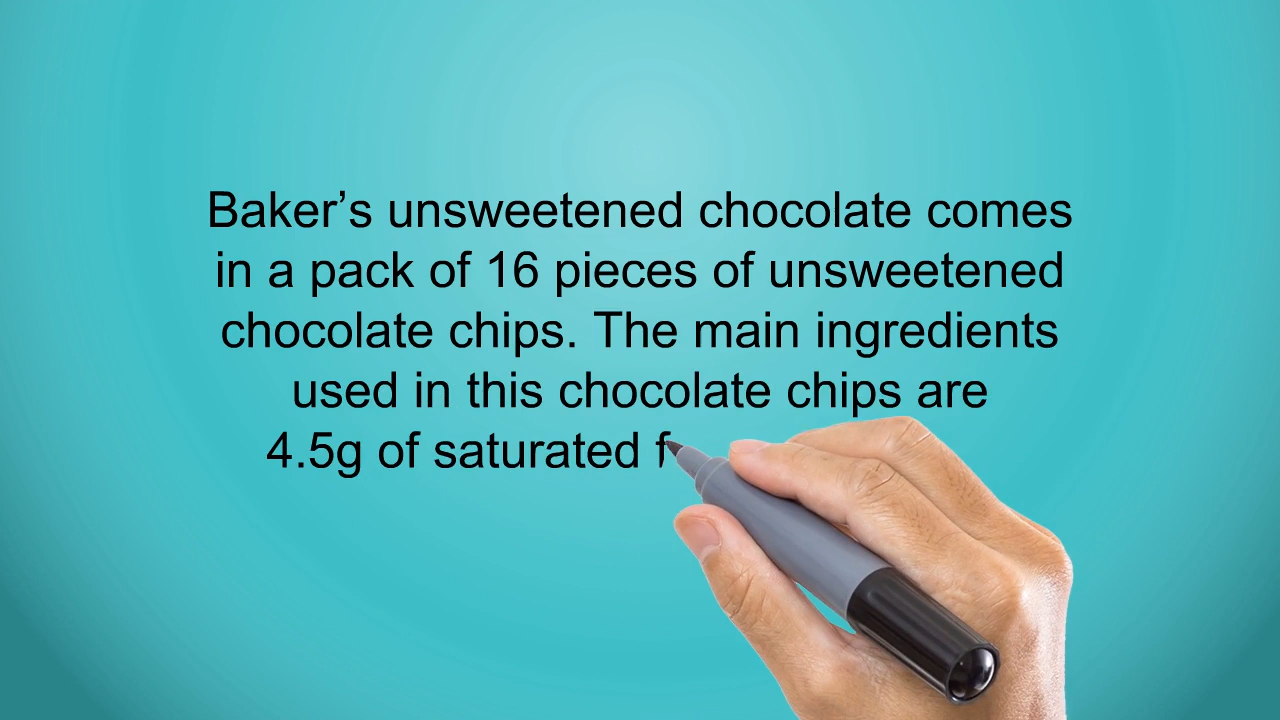 Baker’s unsweetened chocolate comes
in a pack of 16 pieces of unsweetened
chocolate chips. The main ingredients
used in this chocolate chips are
4.5g of saturated f